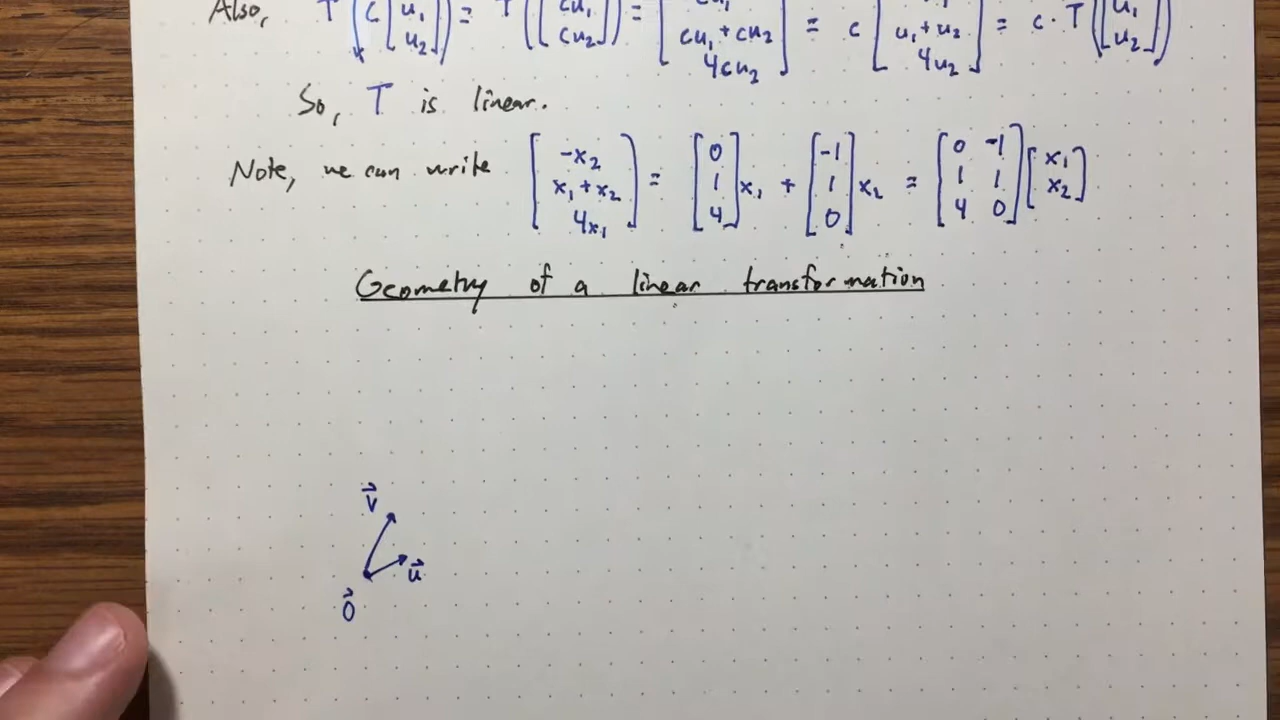 Also, T(c[u₁ u₂]) = T([cu₁ cu₂]) = [cu₁ + cu₂ 4cu₂] = c[u₁+u₂ 4u₂] = c · T([u₁ u₂])
So, T is linear.
Note, we can write [-x₂ x₁+x₂ 4x₁] = [0 1 4]x₁ + [-1 1 0]x₂ = [0 -1 1 1 4 0][x₁ x₂]
Geometry of a linear transformation
v⃗
u⃗
0⃗